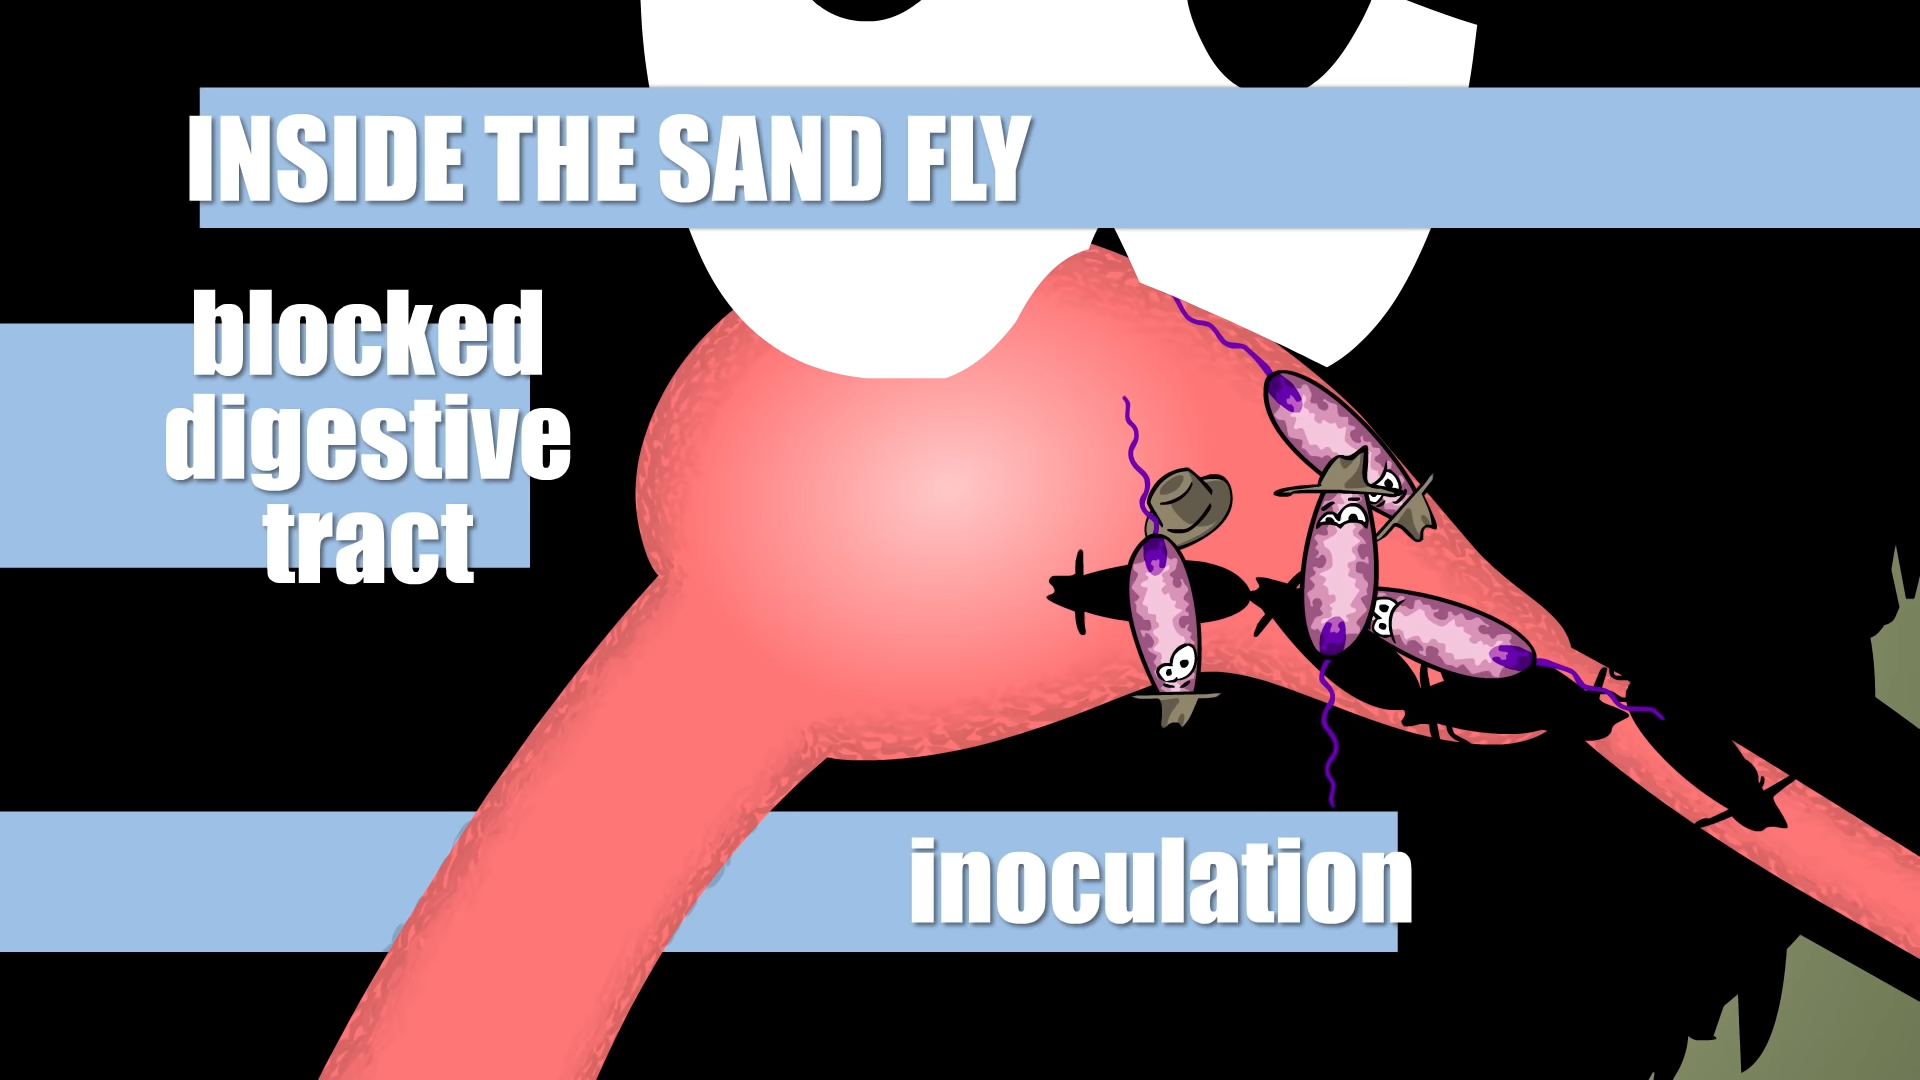 INSIDE THE SAND FLY
blocked
digestive
tract
inoculation